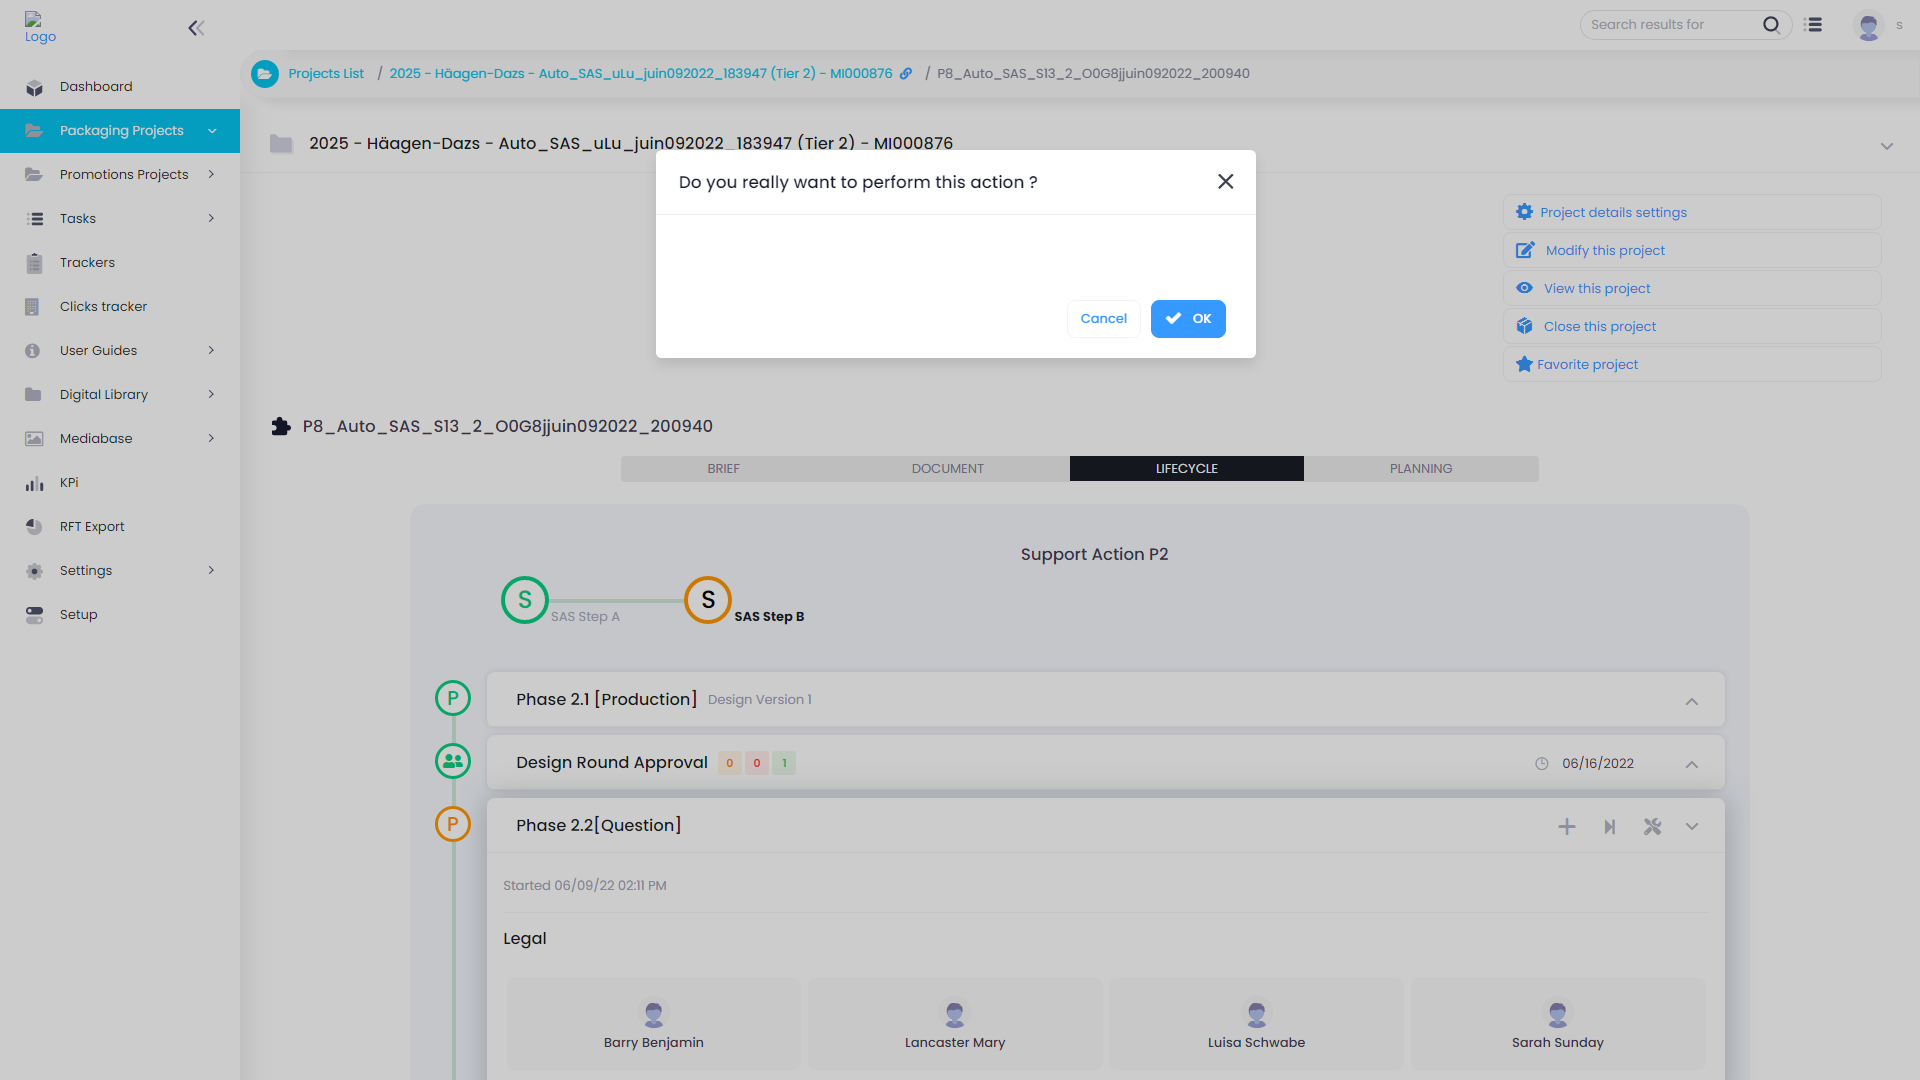 Logo
Search results for
s
Dashboard
Packaging Projects
Promotions Projects
Tasks
Trackers
Clicks tracker
User Guides
Digital Library
Mediabase
KPi
RFT Export
Settings
Setup
Projects List / 2025 - Häagen-Dazs - Auto_SAS_uLu_juin092022_183947 (Tier 2) - MI000876 / P8_Auto_SAS_S13_2_O0G8jjuin092022_200940
2025 - Häagen-Dazs - Auto_SAS_uLu_juin092022_183947 (Tier 2) - MI000876
Do you really want to perform this action ?
Cancel
OK
Project details settings
Modify this project
View this project
Close this project
Favorite project
P8_Auto_SAS_S13_2_O0G8jjuin092022_200940
BRIEF DOCUMENT LIFECYCLE PLANNING
Support Action P2
S SAS Step A
S SAS Step B
P Phase 2.1 [Production] Design Version 1
Design Round Approval 0 0 1 06/16/2022
P Phase 2.2[Question]
Started 06/09/22 02:11 PM
Legal
Barry Benjamin Lancaster Mary Luisa Schwabe Sarah Sunday